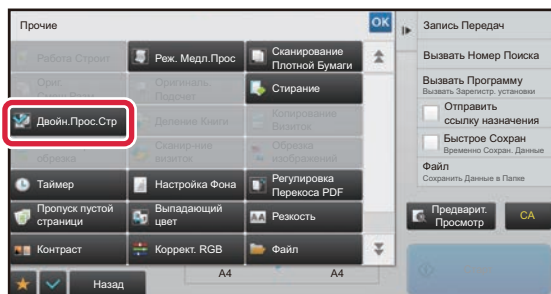 Прочие
OK
Работа Строит
Реж. Медл.Прос
Сканирование
Плотной Бумаги
Ориг.
Оригиналь.
Подсчет
Стирание
Двойн.Прос.Стр
Деление Книги
Копирование
Визиток
обрезка
Сканир-ние
визиток
Обрезка
изображений
Таймер
Настройка Фона
Регулировка
Перекоса PDF
Пропуск пустой
страници
Выпадающий
цвет
Резкость
Контраст
Коррект. RGB
Файл
Назад
A4
A4
Запись Передач
Вызвать Номер Поиска
Вызвать Программу
Вызвать Зарегистр. установки
Отправить
ссылку назначения
Быстрое Сохран
Временно Сохран. Данные
Файл
Сохранить Данные в Папке
Предварит.
Просмотр
CA